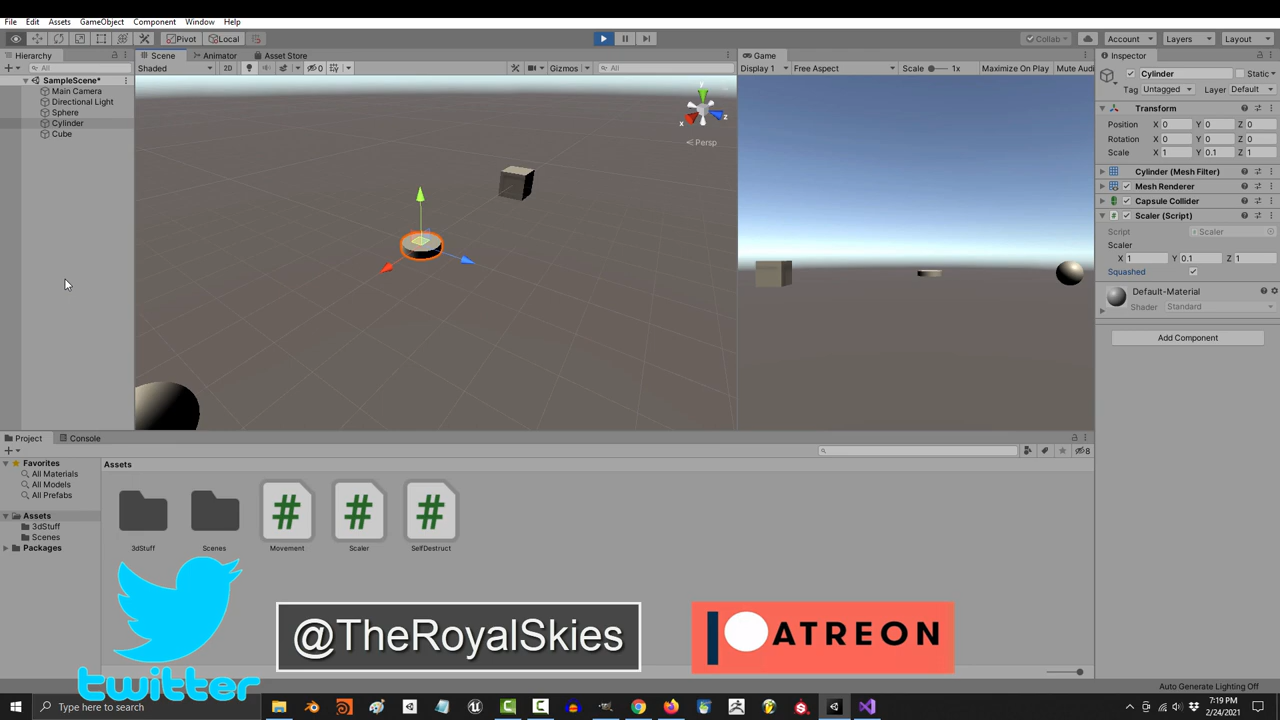 File Edit Assets GameObject Component Window Help
Pivot Local Collab Account Layers Layout
Hierarchy Scene Animator Asset Store Game Inspector
All Shaded 2D 0 Gizmos All Display 1 Free Aspect Scale 1x Maximize On Play Mute Audi
Cylinder Static
Tag Untagged Layer Default
SampleScene*
Main Camera
Directional Light
Sphere
Cylinder
Cube
y
x
z
Persp
Transform
Position X 0 Y 0 Z 0
Rotation X 0 Y 0 Z 0
Scale X 1 Y 0.1 Z 1
Cylinder (Mesh Filter)
Mesh Renderer
Capsule Collider
# Scaler (Script)
Script Scaler
Scaler
X 1 Y 0.1 Z 1
Squashed
Default-Material
Shader Standard
Add Component
Project Console
8
Favorites
All Materials
All Models
All Prefabs
Assets
3dStuff
Scenes
Packages
Assets
# # #
3dStuff Scenes Movement Scaler SelfDestruct
twitter
@TheRoyalSkies
PATREON
Auto Generate Lighting Off
Type here to search
7:19 PM
2/24/2021